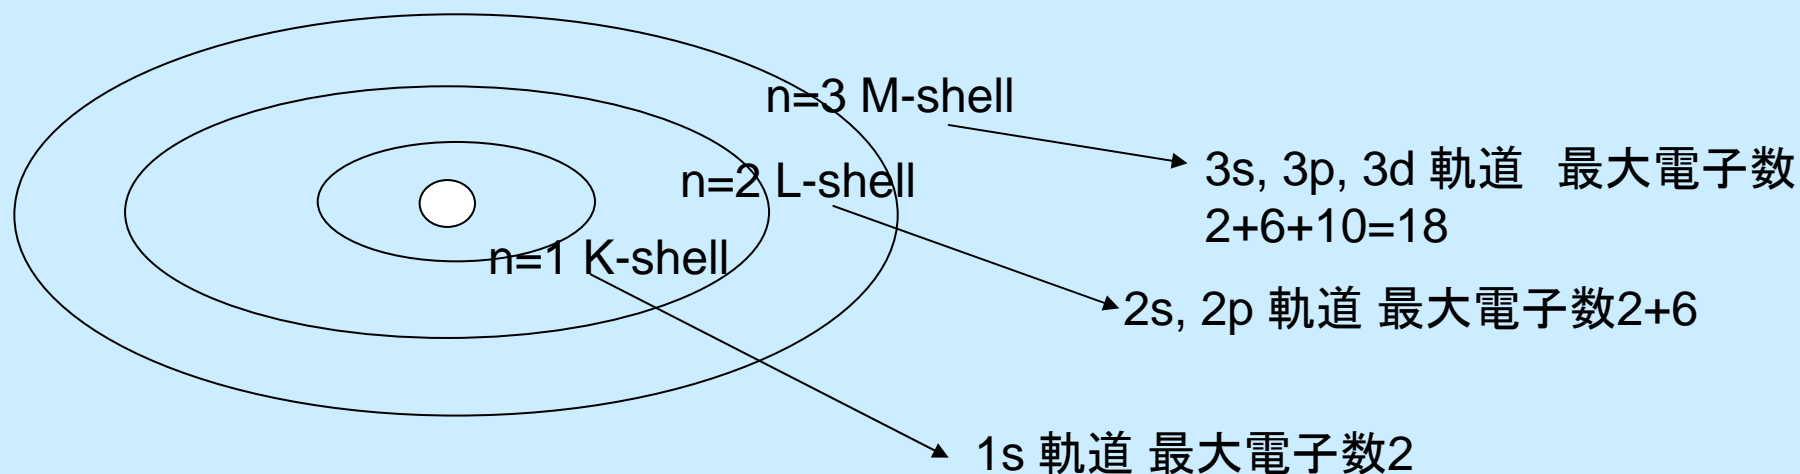 n=3 M-shell
3s, 3p, 3d 軌道　最大電子数
2+6+10=18
n=2 L-shell
2s, 2p 軌道 最大電子数2+6
n=1 K-shell
1s 軌道 最大電子数2